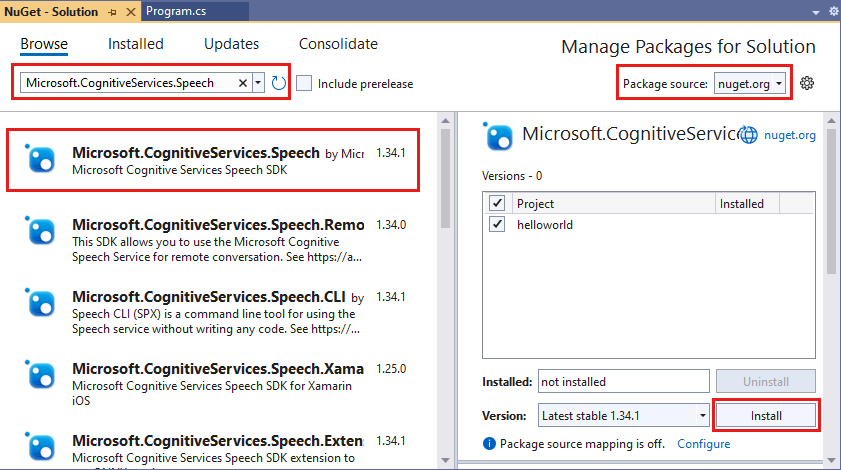 NuGet - Solution
Program.cs
Browse
Installed
Updates
Consolidate
Manage Packages for Solution
Microsoft.CognitiveServices.Speech
Include prerelease
Package source: nuget.org
Microsoft.CognitiveServices.Speech by Micr 1.34.1
Microsoft Cognitive Services Speech SDK
Microsoft.CognitiveServices.Speech.Remo 1.34.0
This SDK allows you to use the Microsoft Cognitive
Speech Service for remote conversation. See https://a...
Microsoft.CognitiveServices.Speech.CLI by 1.34.1
Speech CLI (SPX) is a command line tool for using the
Speech service without writing any code. See https://...
Microsoft.CognitiveServices.Speech.Xamar 1.25.0
Microsoft Cognitive Services Speech SDK for Xamarin
iOS
Microsoft.CognitiveServices.Speech.Exten 1.34.1
Microsoft Cognitive Services Speech SDK extension to
Microsoft.CognitiveServic
nuget.org
Versions - 0
Project Installed
helloworld
Installed: not installed Uninstall
Version: Latest stable 1.34.1 Install
Package source mapping is off. Configure